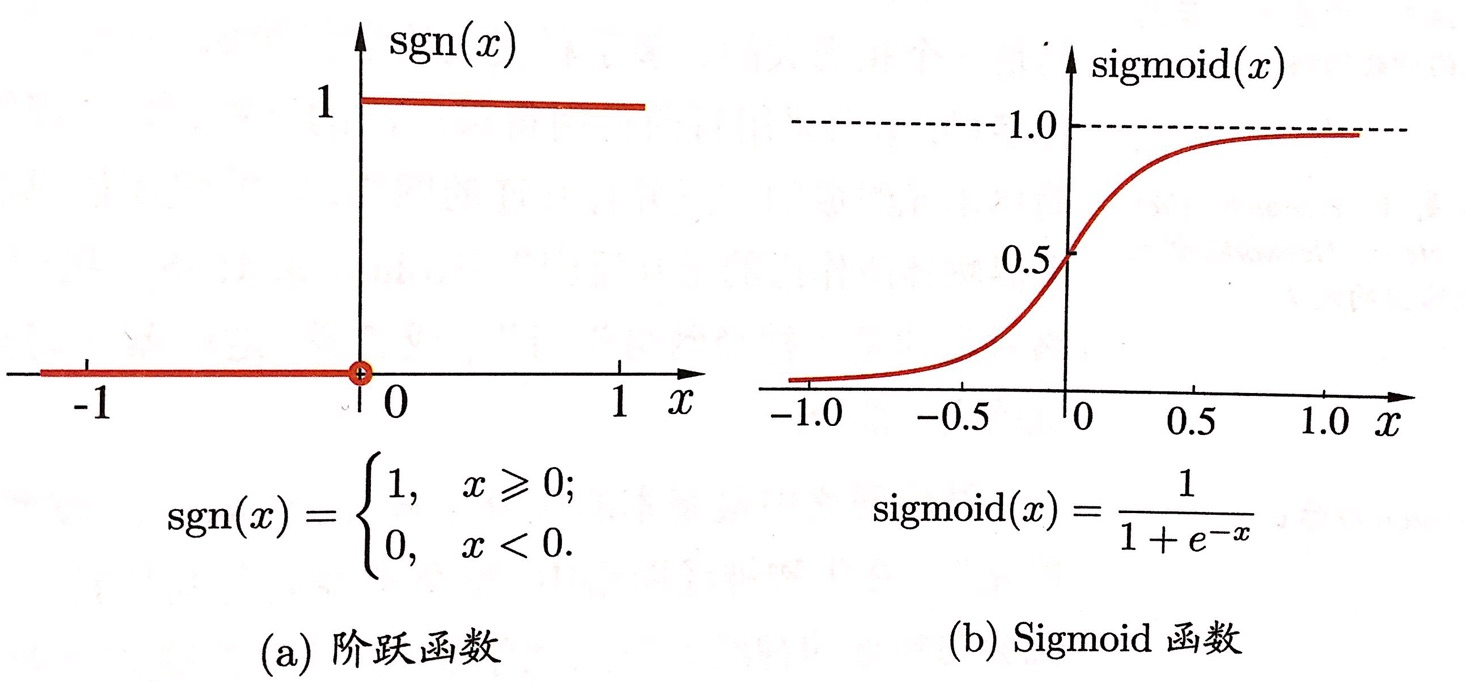 sgn(x)
1
-1 0 1 x
sgn(x) = { 1, x ⩾ 0;
0, x < 0.
(a) 阶跃函数
sigmoid(x)
1.0
0.5
−1.0 −0.5 0 0.5 1.0 x
sigmoid(x) = 1 / (1 + e^{−x})
(b) Sigmoid 函数